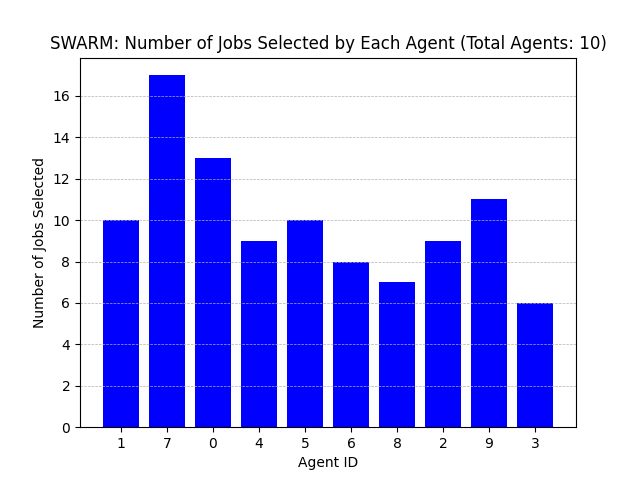 SWARM: Number of Jobs Selected by Each Agent (Total Agents: 10)
16
14
12
10
8
6
4
2
0
Number of Jobs Selected
1 7 0 4 5 6 8 2 9 3
Agent ID